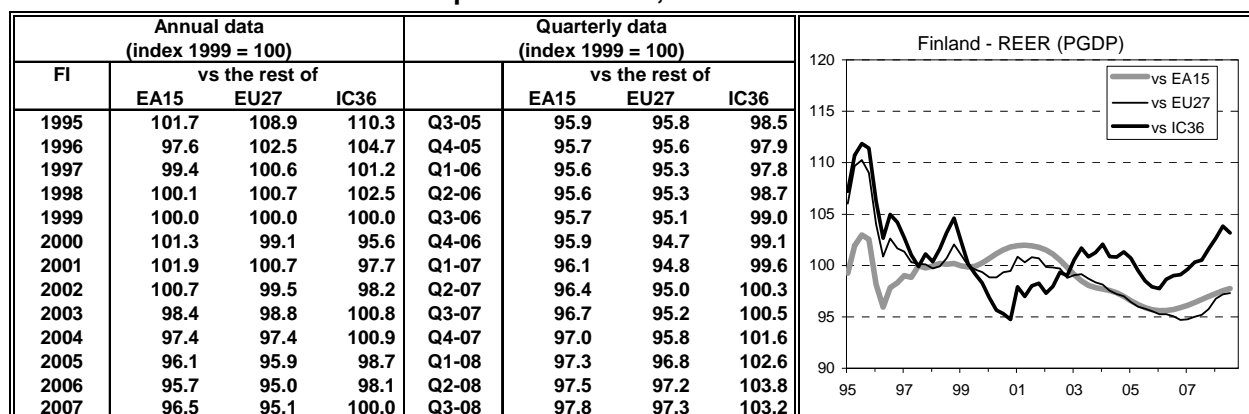 Annual data Quarterly data
(index 1999 = 100) (index 1999 = 100)
FI vs the rest of vs the rest of
EA15 EU27 IC36 EA15 EU27 IC36
1995 101.7 108.9 110.3 Q3-05 95.9 95.8 98.5
1996 97.6 102.5 104.7 Q4-05 95.7 95.6 97.9
1997 99.4 100.6 101.2 Q1-06 95.6 95.3 97.8
1998 100.1 100.7 102.5 Q2-06 95.6 95.3 98.7
1999 100.0 100.0 100.0 Q3-06 95.7 95.1 99.0
2000 101.3 99.1 95.6 Q4-06 95.9 94.7 99.1
2001 101.9 100.7 97.7 Q1-07 96.1 94.8 99.6
2002 100.7 99.5 98.2 Q2-07 96.4 95.0 100.3
2003 98.4 98.8 100.8 Q3-07 96.7 95.2 100.5
2004 97.4 97.4 100.9 Q4-07 97.0 95.8 101.6
2005 96.1 95.9 98.7 Q1-08 97.3 96.8 102.6
2006 95.7 95.0 98.1 Q2-08 97.5 97.2 103.8
2007 96.5 95.1 100.0 Q3-08 97.8 97.3 103.2
Finland - REER (PGDP)
120
115
110
105
100
95
90
vs EA15
vs EU27
vs IC36
95 97 99 01 03 05 07